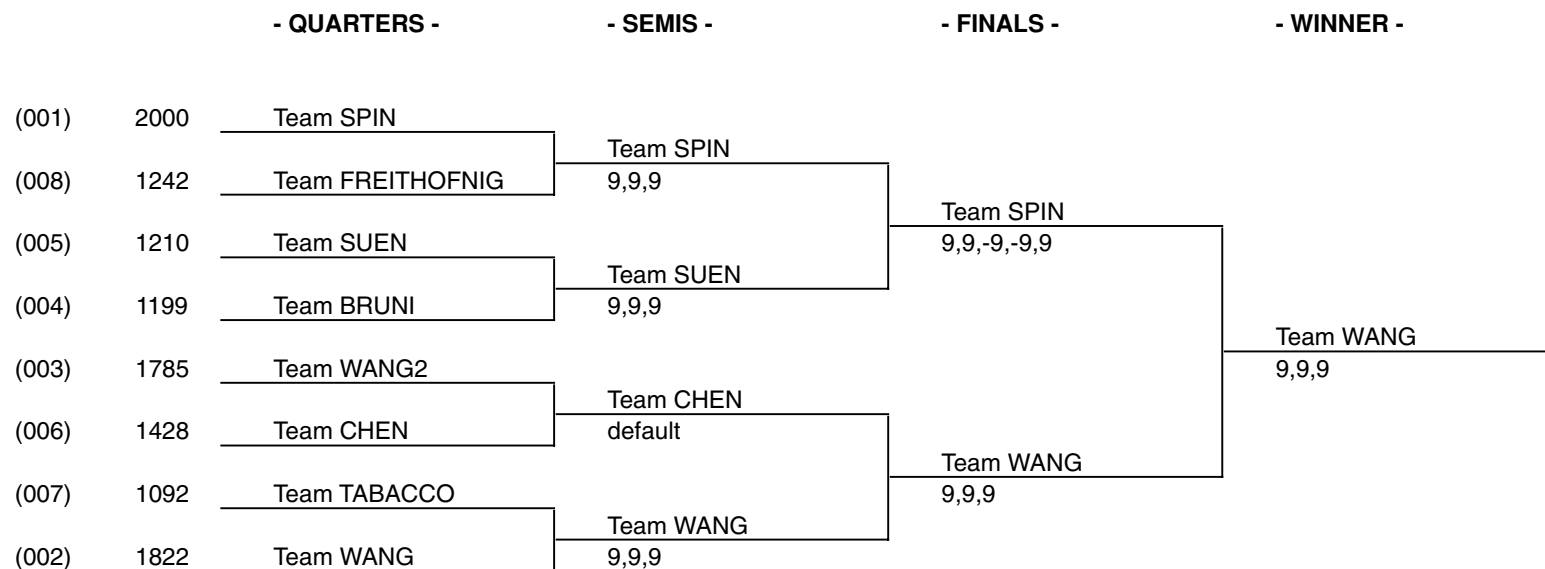 - QUARTERS - - SEMIS - - FINALS - - WINNER -
(001) 2000 Team SPIN
Team SPIN
(008) 1242 Team FREITHOFNIG 9,9,9
Team SPIN
(005) 1210 Team SUEN 9,9,-9,-9,9
Team SUEN
(004) 1199 Team BRUNI 9,9,9
Team WANG
(003) 1785 Team WANG2 9,9,9
Team CHEN
(006) 1428 Team CHEN default
Team WANG
(007) 1092 Team TABACCO 9,9,9
Team WANG
(002) 1822 Team WANG 9,9,9